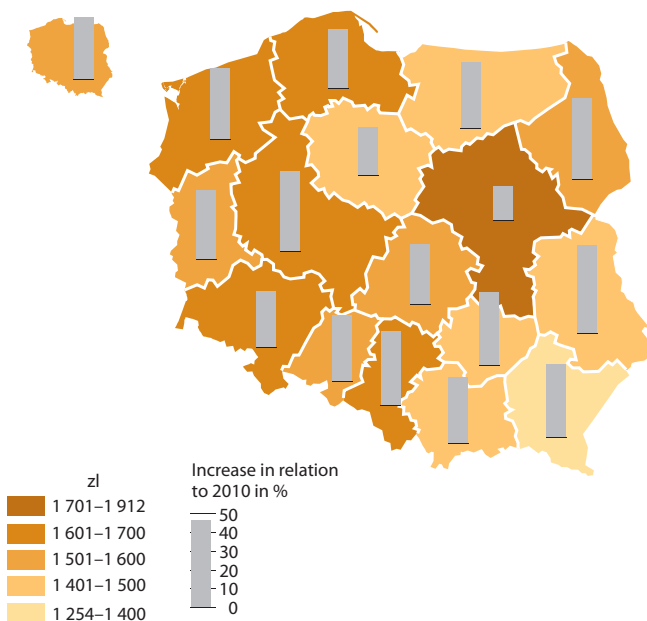 zl
1 701–1 912
1 601–1 700
1 501–1 600
1 401–1 500
1 254–1 400
Increase in relation
to 2010 in %
50
40
30
20
10
0